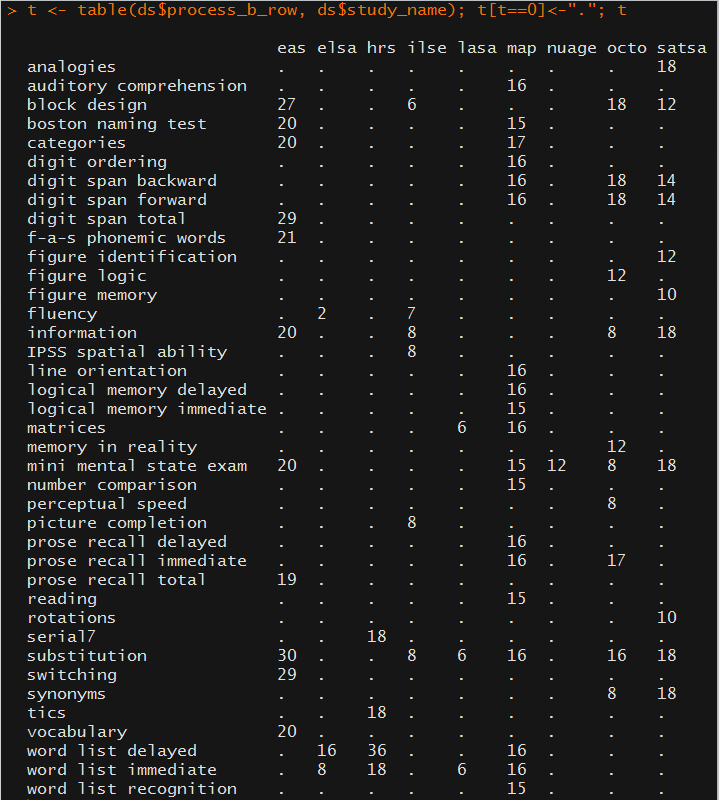 > t <- table(ds$process_b_row, ds$study_name); t[t==0]<-"."; t
eas elsa hrs ilse lasa map nuage octo satsa
analogies . . . . . . . . 18
auditory comprehension . . . . . 16 . . .
block design 27 . . 6 . . . 18 12
boston naming test 20 . . . . 15 . . .
categories 20 . . . . 17 . . .
digit ordering . . . . . 16 . . .
digit span backward . . . . . 16 . 18 14
digit span forward . . . . . 16 . 18 14
digit span total 29 . . . . . . . .
f-a-s phonemic words 21 . . . . . . . .
figure identification . . . . . . . . 12
figure logic . . . . . . . 12 .
figure memory . . . . . . . . 10
fluency . 2 . 7 . . . . .
information 20 . . 8 . . . 8 18
IPSS spatial ability . . . 8 . . . . .
line orientation . . . . . 16 . . .
logical memory delayed . . . . . 16 . . .
logical memory immediate . . . . . 15 . . .
matrices . . . . 6 16 . . .
memory in reality . . . . . . . 12 .
mini mental state exam 20 . . . . 15 12 8 18
number comparison . . . . . 15 . . .
perceptual speed . . . . . . . 8 .
picture completion . . . 8 . . . . .
prose recall delayed . . . . . 16 . . .
prose recall immediate . . . . . 16 . 17 .
prose recall total 19 . . . . . . . .
reading . . . . . 15 . . .
rotations . . . . . . . . 10
serial7 . . 18 . . . . . .
substitution 30 . . 8 6 16 . 16 18
switching 29 . . . . . . . .
synonyms . . . . . . . 8 18
tics . . 18 . . . . . .
vocabulary 20 . . . . . . . .
word list delayed . 16 36 . . 16 . . .
word list immediate . 8 18 . 6 16 . . .
word list recognition . . . . . 15 . . .